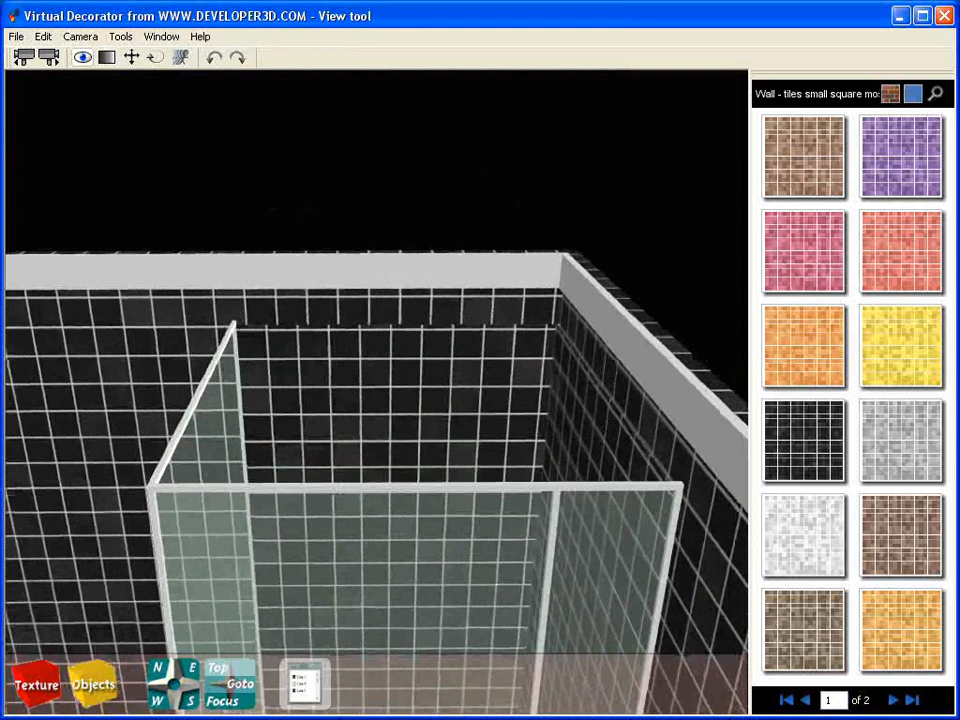 Virtual Decorator from WWW.DEVELOPER3D.COM - View tool
File Edit Camera Tools Window Help
Wall - tiles small square mo:
Texture
Objects
N E
W S
Top
Goto
Focus
1 of 2